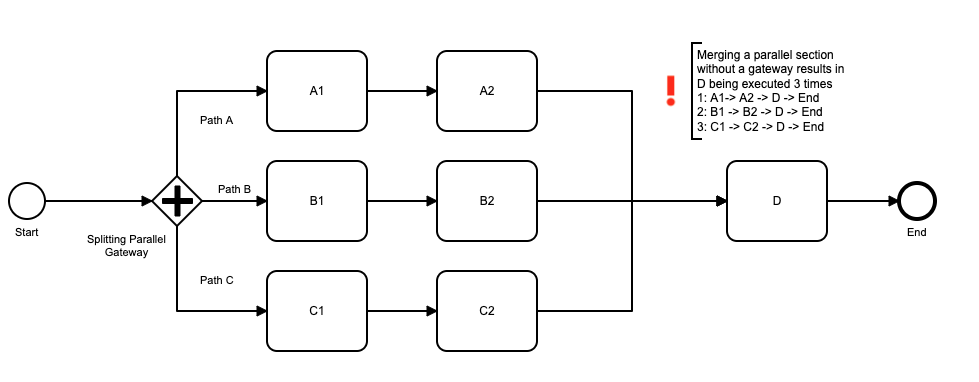 Merging a parallel section
without a gateway results in
D being executed 3 times
1: A1-> A2 -> D -> End
2: B1 -> B2 -> D -> End
3: C1 -> C2 -> D -> End
A1
A2
Path A
Path B
B1
B2
D
Start
End
Splitting Parallel
Gateway
Path C
C1
C2